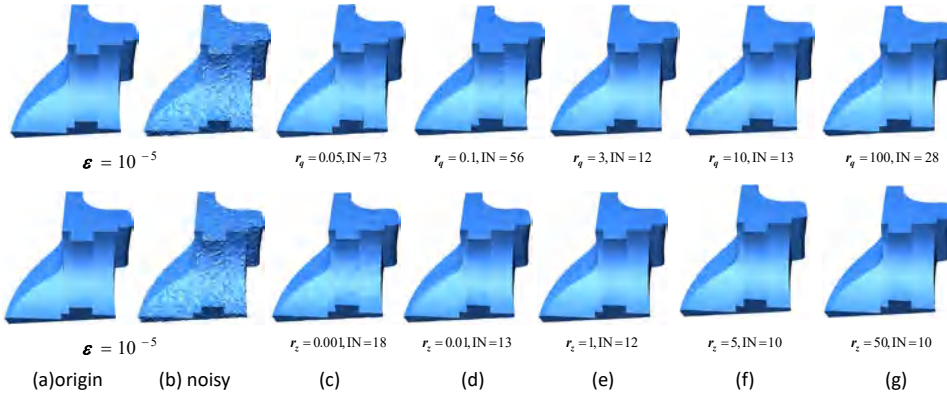 ε = 10⁻⁵ r_q = 0.05, IN = 73 r_q = 0.1, IN = 56 r_q = 3, IN = 12 r_q = 10, IN = 13 r_q = 100, IN = 28
ε = 10⁻⁵ r_z = 0.001, IN = 18 r_z = 0.01, IN = 13 r_z = 1, IN = 12 r_z = 5, IN = 10 r_z = 50, IN = 10
(a)origin (b) noisy (c) (d) (e) (f) (g)